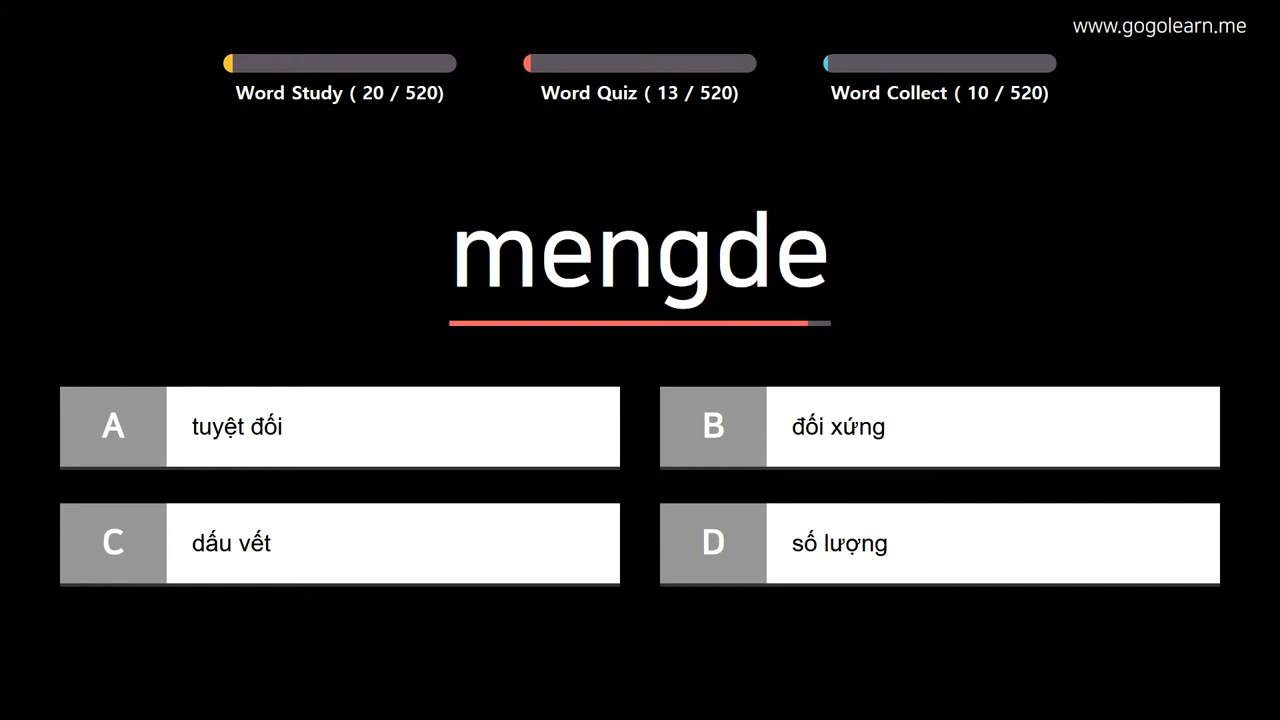 www.gogolearn.me
Word Study ( 20 / 520)
Word Quiz ( 13 / 520)
Word Collect ( 10 / 520)
mengde
A tuyệt đối
B đối xứng
C dấu vết
D số lượng